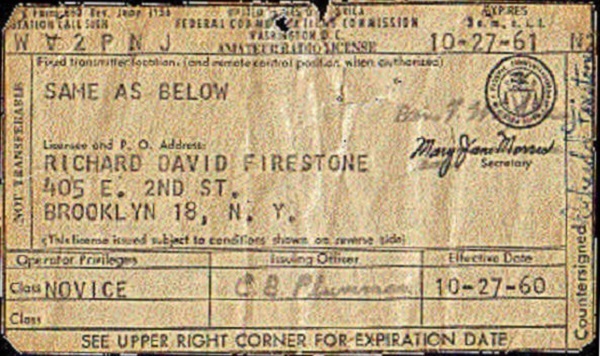 STATION CALL SIGN
FEDERAL COMMUNICATIONS COMMISSION
EXPIRES
3 a.m., e.s.t.
WASHINGTON D.C.
AMATEUR RADIO LICENSE
W V 2 P N J
10-27-61
Fixed transmitter location: (and remote control position, when authorized)
SAME AS BELOW
NOT TRANSFERABLE
Mary Jane Morris
Secretary
Licensee and P. O. Address:
RICHARD DAVID FIRESTONE
405 E. 2ND ST.
BROOKLYN 18, N. Y.
(This license issued subject to conditions shown on reverse side)
Countersigned
Operator Privileges
Issuing Officer
Effective Date
Class NOVICE
10-27-60
Class
SEE UPPER RIGHT CORNER FOR EXPIRATION DATE